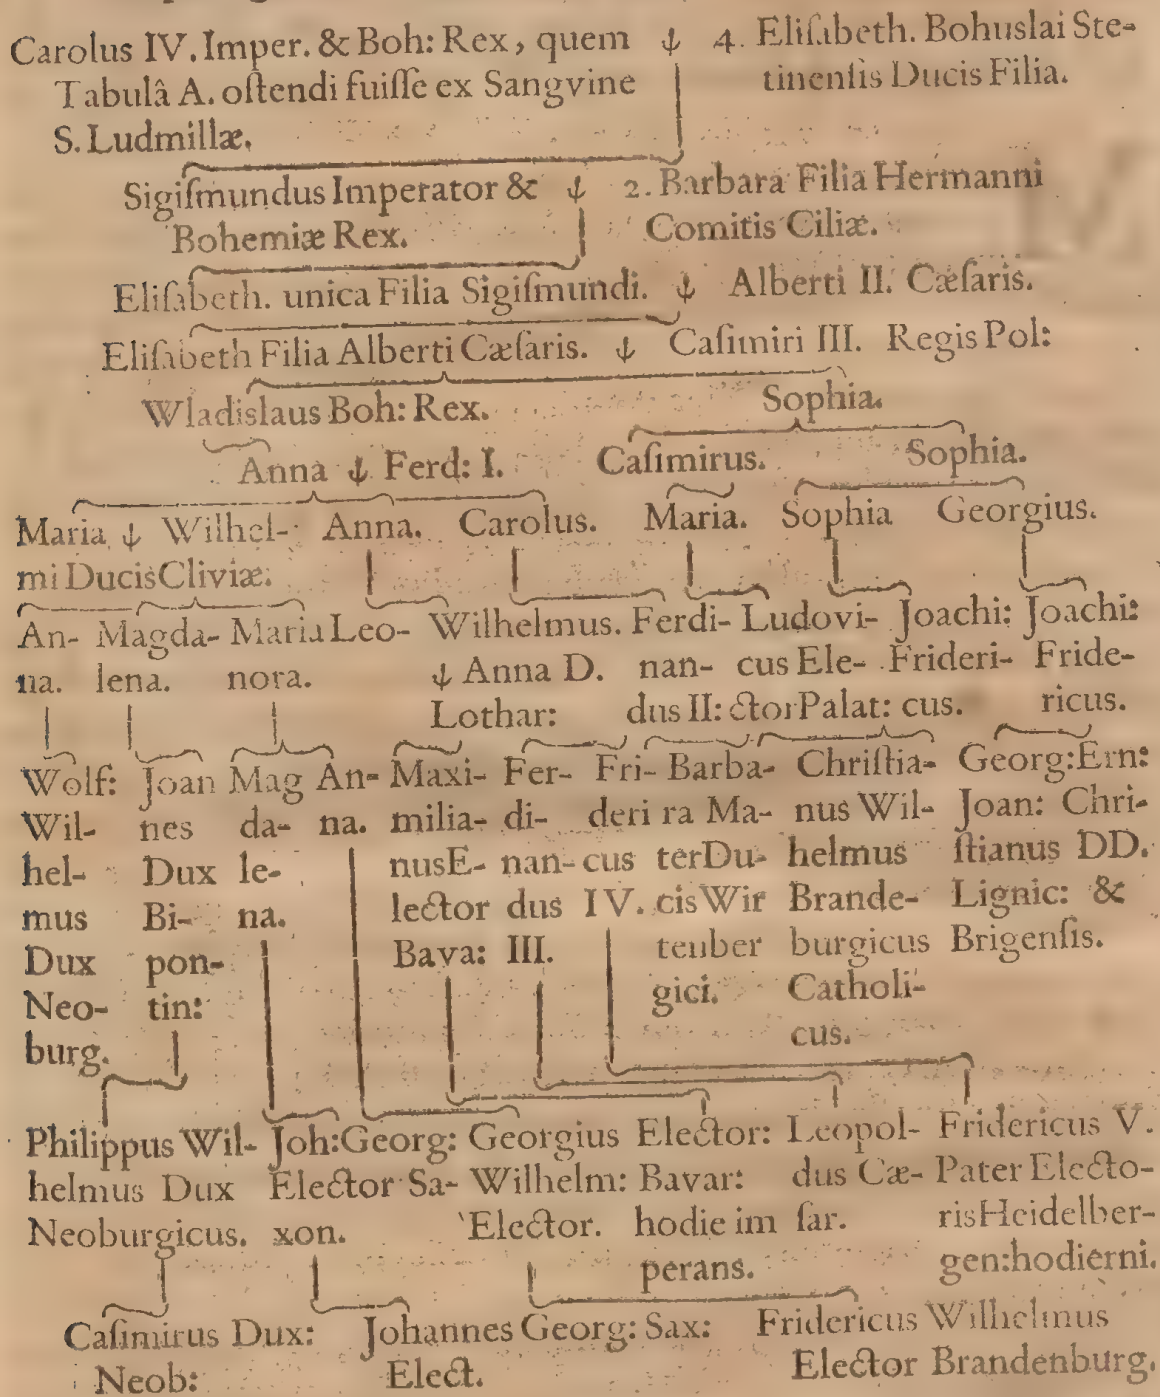 Carolus IV. Imper. & Boh: Rex, quem ⚶ 4. Eliſabeth. Bohuslai Ste-
Tabulâ A. oſtendi fuiſſe ex Sangvine tinenſis Ducis Filia.
S. Ludmillæ.
Sigiſmundus Imperator & ⚶ 2. Barbara Filia Hermanni
Bohemiæ Rex. Comitis Ciliæ.
Eliſabeth. unica Filia Sigiſmundi. ⚶ Alberti II. Cæſaris.
Eliſabeth Filia Alberti Cæſaris. ⚶ Caſimiri III. Regis Pol:
Wladislaus Boh: Rex. Sophia.
Anna ⚶ Ferd: I. Caſimirus. Sophia.
Maria ⚶ Wilhel- Anna. Carolus. Maria. Sophia Georgius.
mi Ducis Cliviæ.
An- Magda- Maria Leo- Wilhelmus. Ferdi- Ludovi- Joachi: Joachi:
na. lena. nora. ⚶ Anna D. nan- cus Ele- Frideri- Fride-
Lothar: dus II: ctor Palat: cus. ricus.
Wolf: Joan Mag An- Maxi- Fer- Fri- Barba- Chriſtia- Georg: Ern:
Wil- nes da- na. milia- di- deri ra Ma- nus Wil- Joan: Chri-
hel- Dux le- nusE- nan- cus terDu- helmus ſtianus DD.
mus Bi- na. lector dus IV. cisWir Brande- Lignic: &
Dux pon- Bava: III. tenber burgicus Brigenſis.
Neo- tin: gici. Catholi-
burg. cus.
Philippus Wil- Joh: Georg: Georgius Elector: Leopol- Fridericus V.
helmus Dux Elector Sa- Wilhelm: Bavar: dus Cæ- Pater Electo-
Neoburgicus. xon. Elector. hodie im ſar. ris Heidelber-
perans. gen: hodierni.
Caſimirus Dux: Johannes Georg: Sax: Fridericus Wilhelmus
Neob: Elect. Elector Brandenburg.